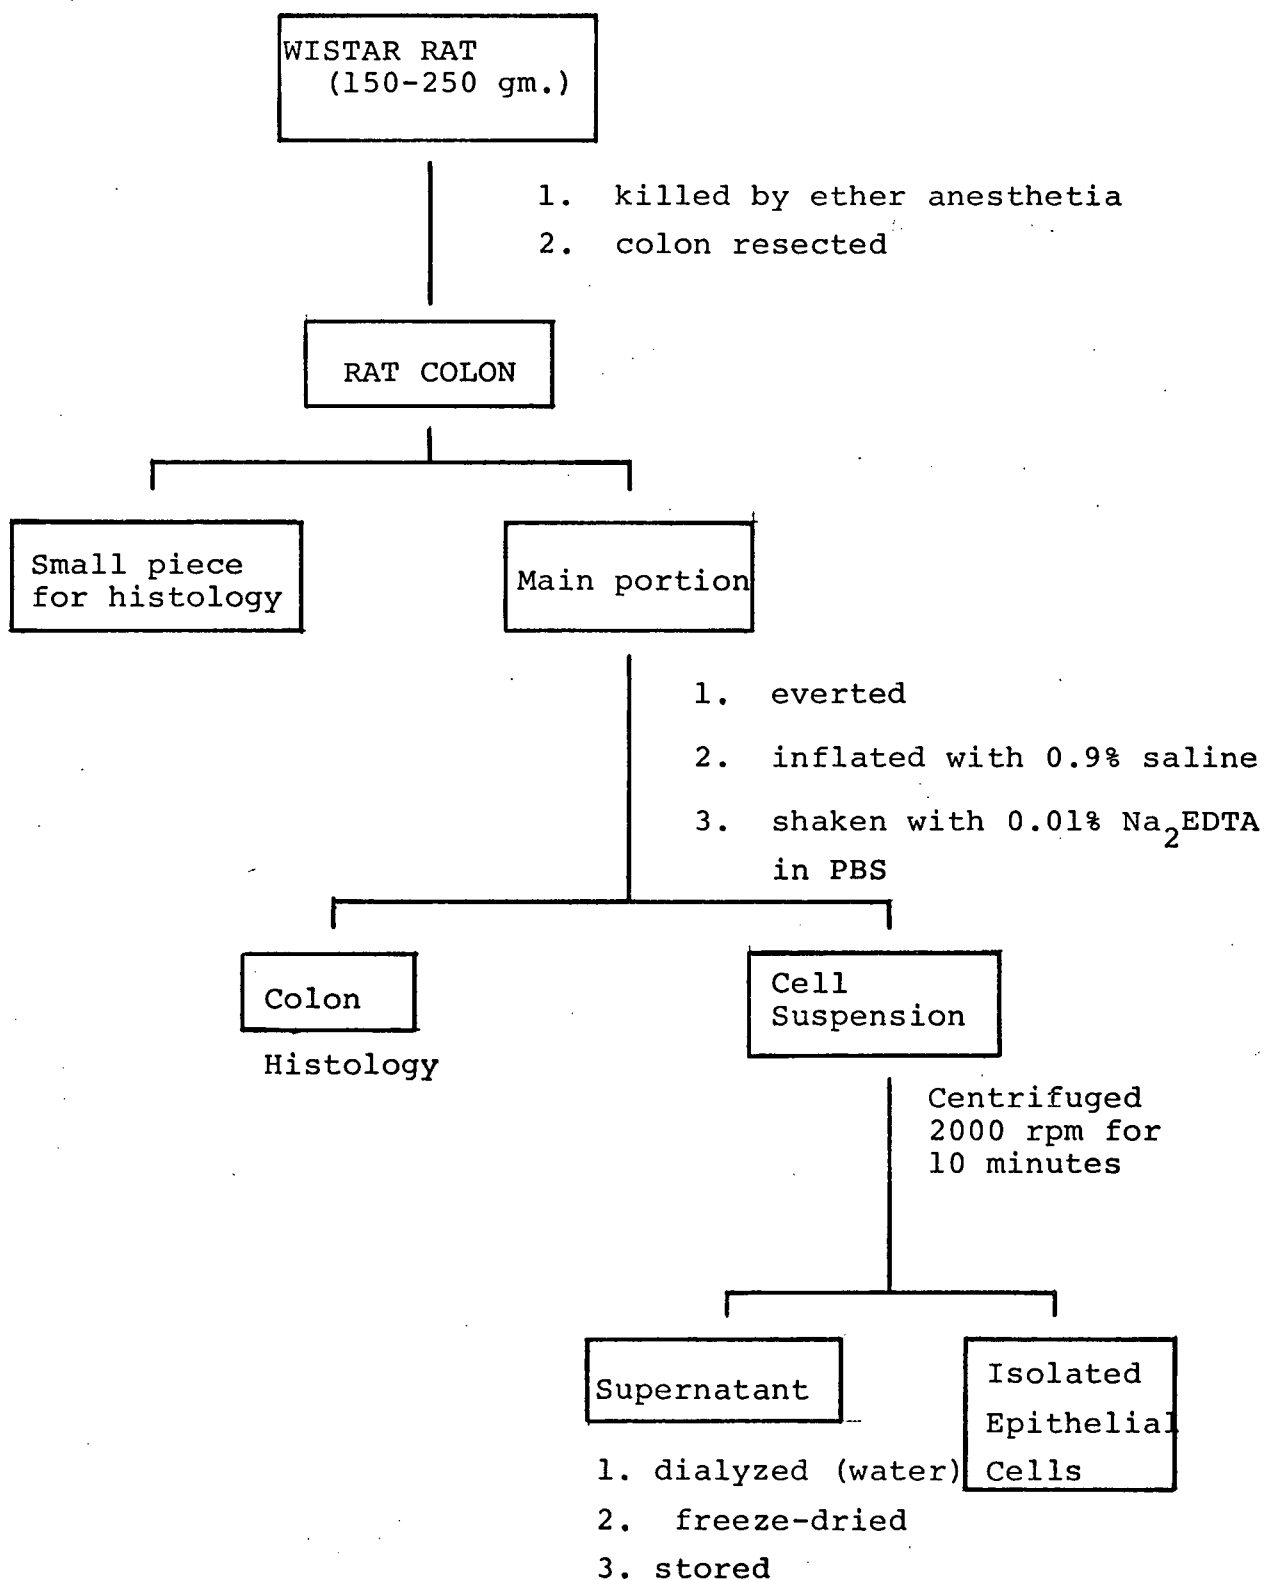 WISTAR RAT
(150-250 gm.)
1. killed by ether anesthetia
2. colon resected
RAT COLON
Small piece
for histology
Main portion
1. everted
2. inflated with 0.9% saline
3. shaken with 0.01% Na₂EDTA
in PBS
Colon
Histology
Cell
Suspension
Centrifuged
2000 rpm for
10 minutes
Supernatant
1. dialyzed (water)
2. freeze-dried
3. stored
Isolated
Epithelial
Cells